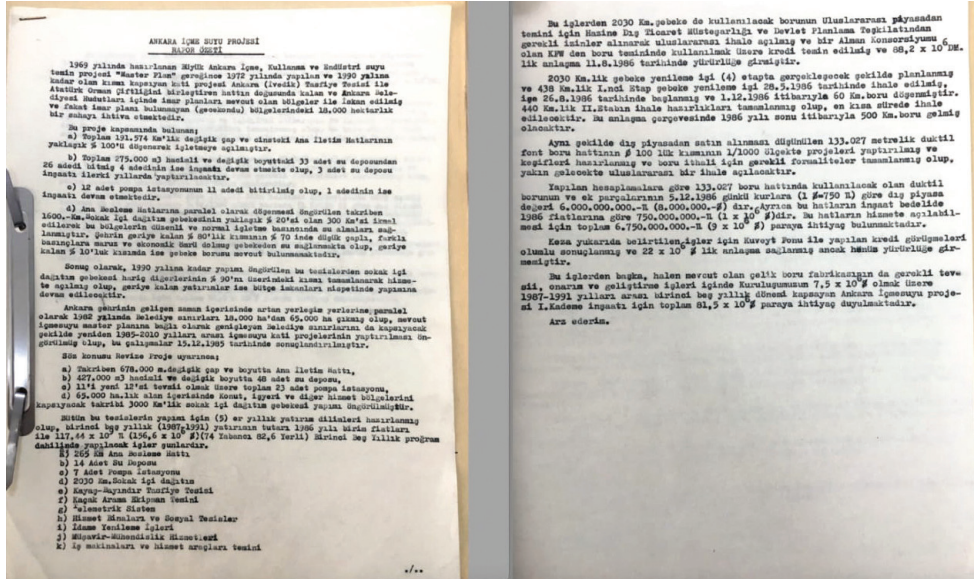 ANKARA İÇME SUYU PROJESİ
RAPOR ÖZETİ
1969 yılında hazırlanan Büyük Ankara İçme, Kullanma ve Endüstri suyu
temin projesi "Master Plan" gereğince 1972 yılında yapılan ve 1990 yılına
kadar olan kısmı kapsıyan kati projesi Ankara (İvedik) Tasfiye Tesisi ile
Atatürk Orman Çiftliğini birleştiren hattın doğusunda kalan ve Ankara Bele-
diyesi Hudutları içinde imar planları mevcut olan bölgeler ile iskan edilmiş
ve fakat imar planı bulunmayan (gecekondu) bölgelerindeki 18.000 hektarlık
bir sahayı ihtiva etmektedir.
Bu proje kapsamında bulunan;
a) Toplam 191.574 Km'lik değişik çap ve cinsteki Ana İletim Hatlarının
yaklaşık % 100'ü döşenerek işletmeye açılmıştır.
b) Toplam 275.000 m3 hacimli ve değişik boyuttaki 33 adet su deposundan
26 adedi bitmiş 4 adedinin ise inşaatı devam etmekte olup, 3 adet su deposu
inşaatı ilerki yıllarda yaptırılacaktır.
c) 12 adet pompa istasyonunun 11 adedi bitirilmiş olup, 1 adedinin ise
inşaatı devam etmektedir.
d) Ana Besleme Hatlarına paralel olarak döşenmesi öngörülen takriben
1600.-Km.Sokak içi dağıtım şebekesinin yaklaşık % 20'si olan 300 Km'si ikmal
edilerek bu bölgelerin düzenli ve normal işletme basıncında su almaları sağ-
lanmıştır. Şehrin geriye kalan % 80'lik kısmının % 70 inde düşük çaplı, farklı
basınçlara maruz ve ekonomik ömrü dolmuş şebekeden su sağlanmakta olup, geriye
kalan % 10'luk kısımda ise şebeke borusu mevcut bulunmamaktadır.
Sonuç olarak, 1990 yılına kadar yapımı öngörülen bu tesislerden sokak içi
dağıtım şebekesi hariç diğerlerinin % 90'nı üzerindeki kısmı tamamlanarak hizme-
te açılmış olup, geriye kalan yatırımlar ise bütçe imkanları nispetinde yapımına
devam edilecektir.
Ankara şehrinin gelişen zaman içerisinde artan yerleşim yerlerine paralel
olarak 1982 yılında Belediye sınırları 18.000 ha'dan 65.000 ha çıkmış olup, mevcut
içmesuyu master planına bağlı olarak genişleyen Belediye sınırlarını da kapsıyacak
şekilde yeniden 1985-2010 yılları arası içmesuyu kati projelerinin yaptırılması ön-
görülmüş olup, bu çalışmalar 15.12.1985 tarihinde sonuçlandırılmıştır.
Söz konusu Revize Proje uyarınca;
a) Takriben 678.000 m.değişik çap ve boyutta Ana İletim Hattı,
b) 427.000 m3 hacimli ve değişik boyutta 48 adet su deposu,
c) 11'i yeni 12'si tevsii olmak üzere toplam 23 adet pompa istasyonu,
d) 65.000 ha.lık alan içerisinde Konut, işyeri ve diğer hizmet bölgelerini
kapsıyacak takribi 3000 Km'lik sokak içi dağıtım şebekesi yapımı öngörülmüştür.
Bütün bu tesislerin yapımı için (5) er yıllık yatırım dilimleri hazırlanmış
olup, birinci beş yıllık (1987-1991) yatırımın tutarı 1986 yılı birim fiatları
ile 117,44 x 10 TL (156,6 x 10 $)(74 Yabancı 82,6 Yerli) Birinci Beş Yıllık proğram
dahilinde yapılacak işler şunlardır.
a) 265 Km Ana Besleme Hattı
b) 14 Adet Su Deposu
c) 7 Adet Pompa İstasyonu
d) 2030 Km.Sokak içi dağıtım
e) Kayaş-Bayındır Tasfiye Tesisi
f) Kaçak Arama Ekipman Temini
g) Telemetrik Sistem
h) Hizmet Binaları ve Sosyal Tesisler
i) İdame Yenileme İşleri
j) Müşavir-Mühendislik Hizmetleri
k) İş makinaları ve hizmet araçları temini
./..
Bu işlerden 2030 Km.şebeke de kullanılacak borunun Uluslararası piyasadan
temini için Hazine Dış Ticaret Müsteşarlığı ve Devlet Planlama Teşkilatından
gerekli izinler alınarak uluslararası ihale açılmış ve bir Alman Konsorsiyumu
olan KFW den boru temininde kullanılmak üzere kredi temin edilmiş ve 88,2 x 10⁶ DM.
lik anlaşma 11.8.1986 tarihinde yürürlüğe girmiştir.
2030 Km.lik şebeke yenileme işi (4) etapta gerçekleşecek şekilde planlanmış
ve 438 Km.lik I.nci Etap şebeke yenileme işi 28.5.1986 tarihinde ihale edilmiş,
işe 26.8.1986 tarihinde başlanmış ve 1.12.1986 itibariyle 60 Km.boru döşenmiştir.
440 Km.lik II.Etabın ihale hazırlıkları tamamlanmış olup, en kısa sürede ihale
edilecektir. Bu anlaşma çerçevesinde 1986 yılı sonu itibarıyla 500 Km.boru gelmiş
olacaktır.
Aynı şekilde dış piyasadan satın alınması düşünülen 133.027 metrelik duktil
font boru hattının Ø 100 lük kısmının 1/1000 ölçekte projeleri yaptırılmış ve
keşifleri hazırlanmış ve boru ithali için gerekli formaliteler tamamlanmış olup,
yakın gelecekte uluslararası bir ihale açılacaktır.
Yapılan hesaplamalara göre 133.027 boru hattında kullanılacak olan duktil
borunun ve ek parçalarının 5.12.1986 günkü kurlara (1 $=750 TL) göre dış piyasa
değeri 6.000.000.000.-TL (8.000.000.-$) dır.Ayrıca bu hatların inşaat bedelide
1986 fiatlarına göre 750.000.000-TL (1 x 10⁶ $)dir. Bu hatların hizmete açılabil-
mesi için toplam 6.750.000.000.-TL (9 x 10⁶ $) paraya ihtiyaç bulunmaktadır.
Keza yukarıda belirtilen işler için Kuveyt Fonu ile yapılan kredi görüşmeleri
olumlu sonuçlanmış ve 22 x 10⁶ $ lik anlaşma sağlanmış ancak henüz yürürlüğe gir-
memiştir.
Bu işlerden başka, halen mevcut olan çelik boru fabrikasının da gerekli tev-
sii, onarım ve geliştirme işleri içinde Kuruluşumuzun 7,5 x 10⁶ $ olmak üzere
1987-1991 yılları arası birinci beş yıllık dönemi kapsayan Ankara İçmesuyu proje-
si I.Kademe inşaatı için toplam 81,5 x 10⁶ $ paraya ihtiyaç duyulmaktadır.
Arz ederim.